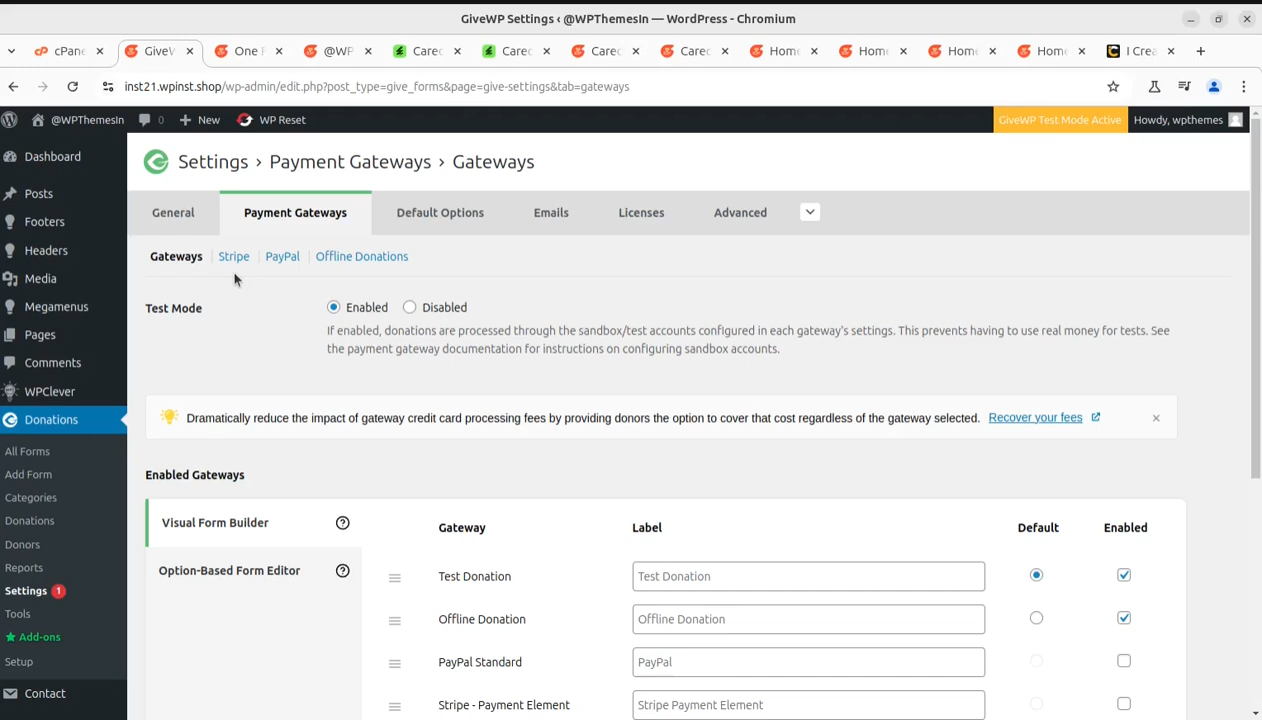 GiveWP Settings ‹ @WPThemesIn — WordPress - Chromium
cPane
GiveW
One P
@WP
Carec
Carec
Carec
Carec
Home
Home
Home
Home
I Crea
inst21.wpinst.shop/wp-admin/edit.php?post_type=give_forms&page=give-settings&tab=gateways
@WPThemesIn
0
New
WP Reset
GiveWP Test Mode Active
Howdy, wpthemes
Dashboard
Posts
Footers
Headers
Media
Megamenus
Pages
Comments
WPClever
Donations
All Forms
Add Form
Categories
Donations
Donors
Reports
Settings 1
Tools
Add-ons
Setup
Contact
Settings › Payment Gateways › Gateways
General
Payment Gateways
Default Options
Emails
Licenses
Advanced
Gateways | Stripe | PayPal | Offline Donations
Test Mode
Enabled
Disabled
If enabled, donations are processed through the sandbox/test accounts configured in each gateway's settings. This prevents having to use real money for tests. See
the payment gateway documentation for instructions on configuring sandbox accounts.
Dramatically reduce the impact of gateway credit card processing fees by providing donors the option to cover that cost regardless of the gateway selected. Recover your fees
Enabled Gateways
Visual Form Builder
Option-Based Form Editor
Gateway
Label
Default
Enabled
Test Donation
Test Donation
Offline Donation
Offline Donation
PayPal Standard
PayPal
Stripe - Payment Element
Stripe Payment Element